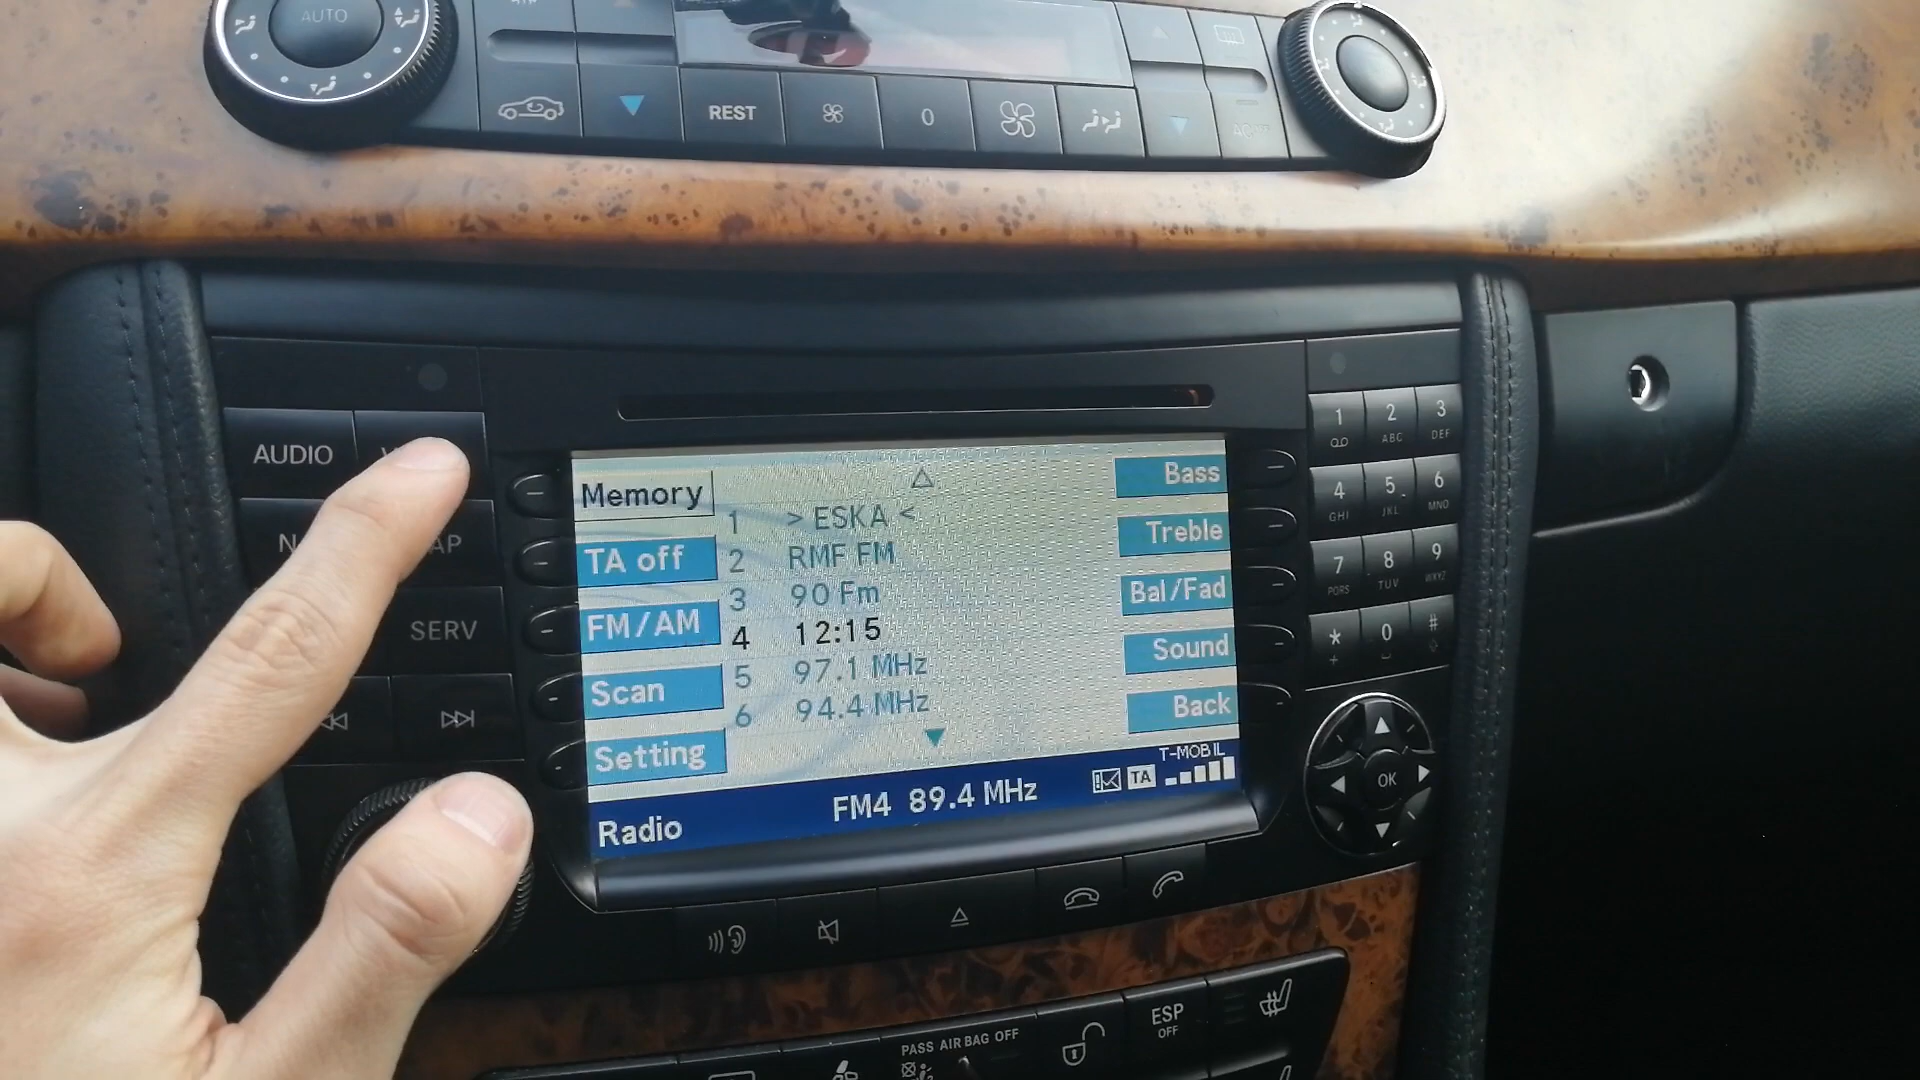 AUTO
REST
0
AUDIO
SERV
Memory
TA off
FM/AM
Scan
Setting
1 > ESKA <
2 RMF FM
3 90 Fm
4 12:15
5 97.1 MHz
6 94.4 MHz
Bass
Treble
Bal/Fad
Sound
Back
T-MOBIL
TA
FM4 89.4 MHz
Radio
1 2 3
ABC DEF
4 5 6
GHI JKL MNO
7 8 9
PQRS TUV WXYZ
* 0 #
+
OK
PASS AIR BAG OFF
ESP
OFF